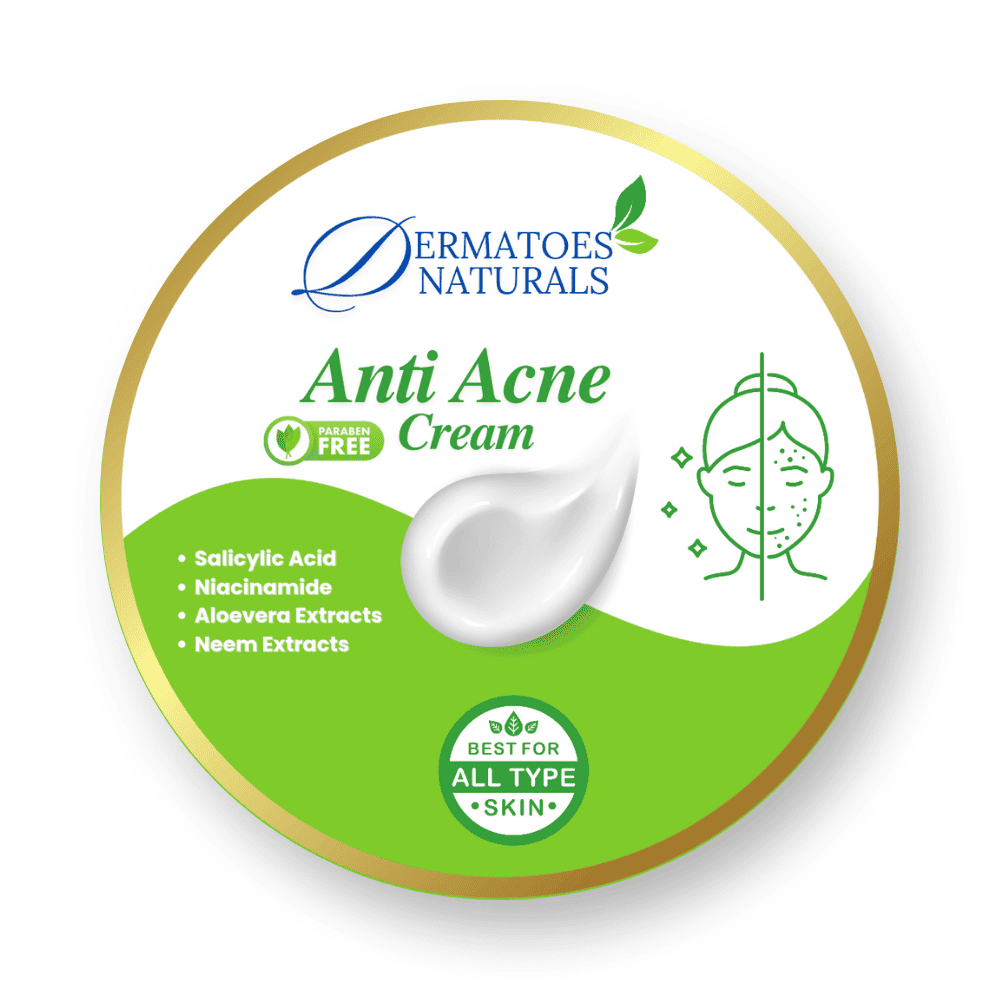 DERMATOES
NATURALS
Anti Acne
Cream
PARABEN
FREE
• Salicylic Acid
• Niacinamide
• Aloevera Extracts
• Neem Extracts
BEST FOR
ALL TYPE
• SKIN •